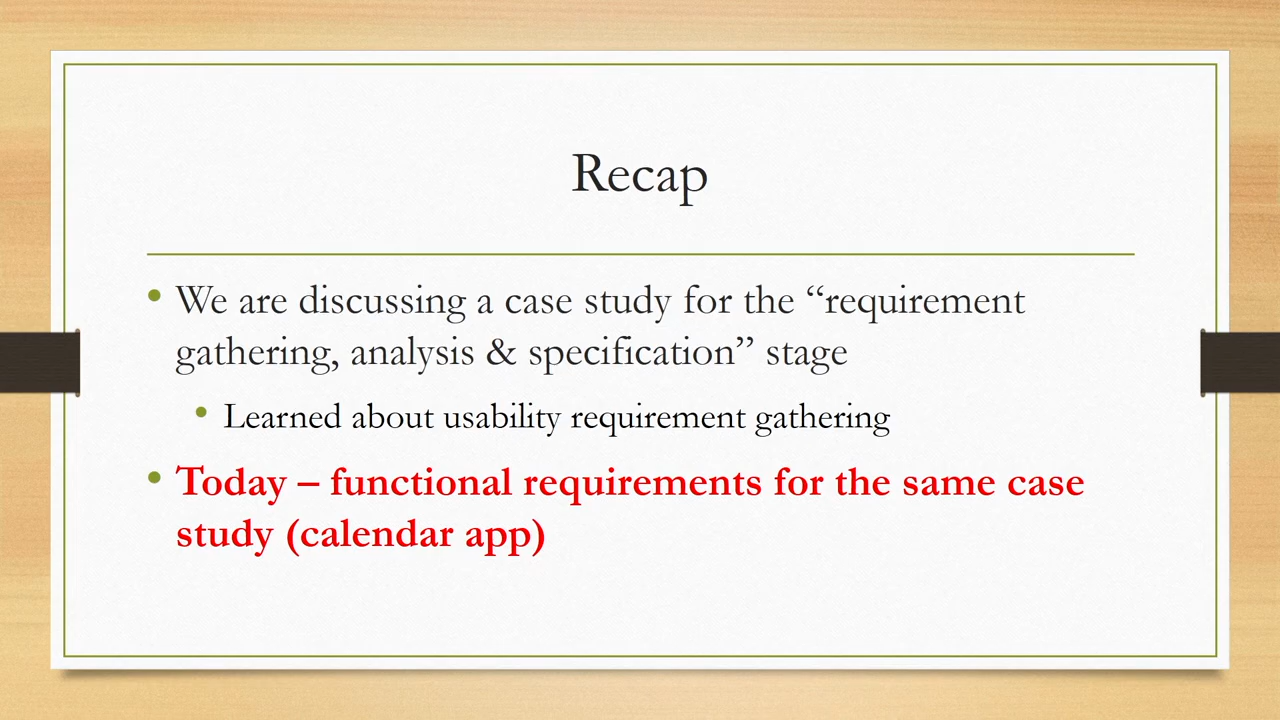 Recap
• We are discussing a case study for the “requirement
gathering, analysis & specification” stage
• Learned about usability requirement gathering
• Today – functional requirements for the same case
study (calendar app)